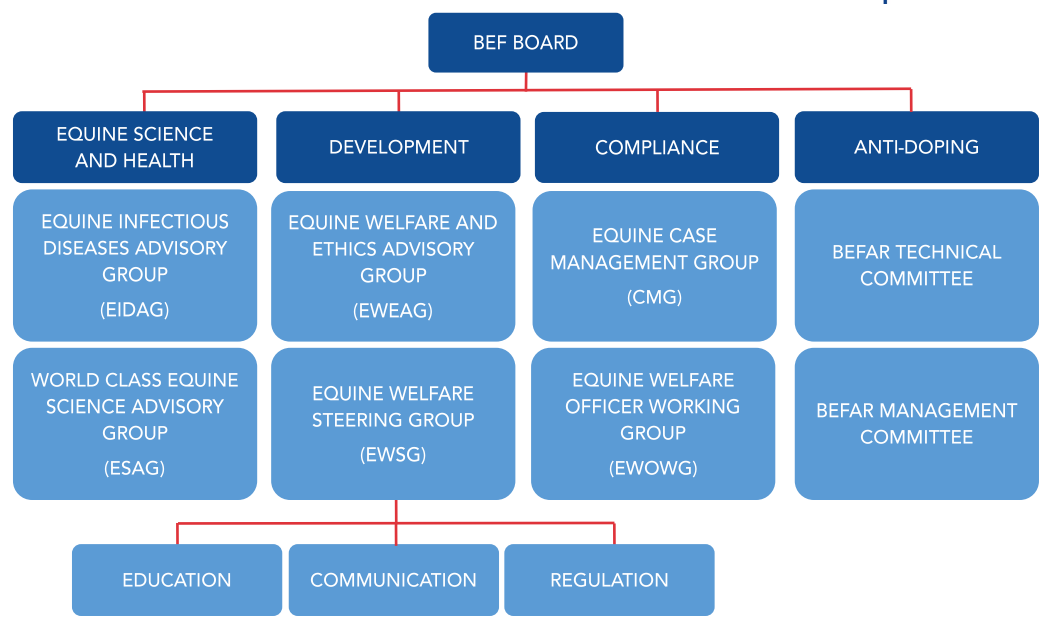 BEF BOARD
EQUINE SCIENCE
AND HEALTH
DEVELOPMENT
COMPLIANCE
ANTI-DOPING
EQUINE INFECTIOUS
DISEASES ADVISORY
GROUP
(EIDAG)
EQUINE WELFARE AND
ETHICS ADVISORY
GROUP
(EWEAG)
EQUINE CASE
MANAGEMENT GROUP
(CMG)
BEFAR TECHNICAL
COMMITTEE
WORLD CLASS EQUINE
SCIENCE ADVISORY
GROUP
(ESAG)
EQUINE WELFARE
STEERING GROUP
(EWSG)
EQUINE WELFARE
OFFICER WORKING
GROUP
(EWOWG)
BEFAR MANAGEMENT
COMMITTEE
EDUCATION
COMMUNICATION
REGULATION